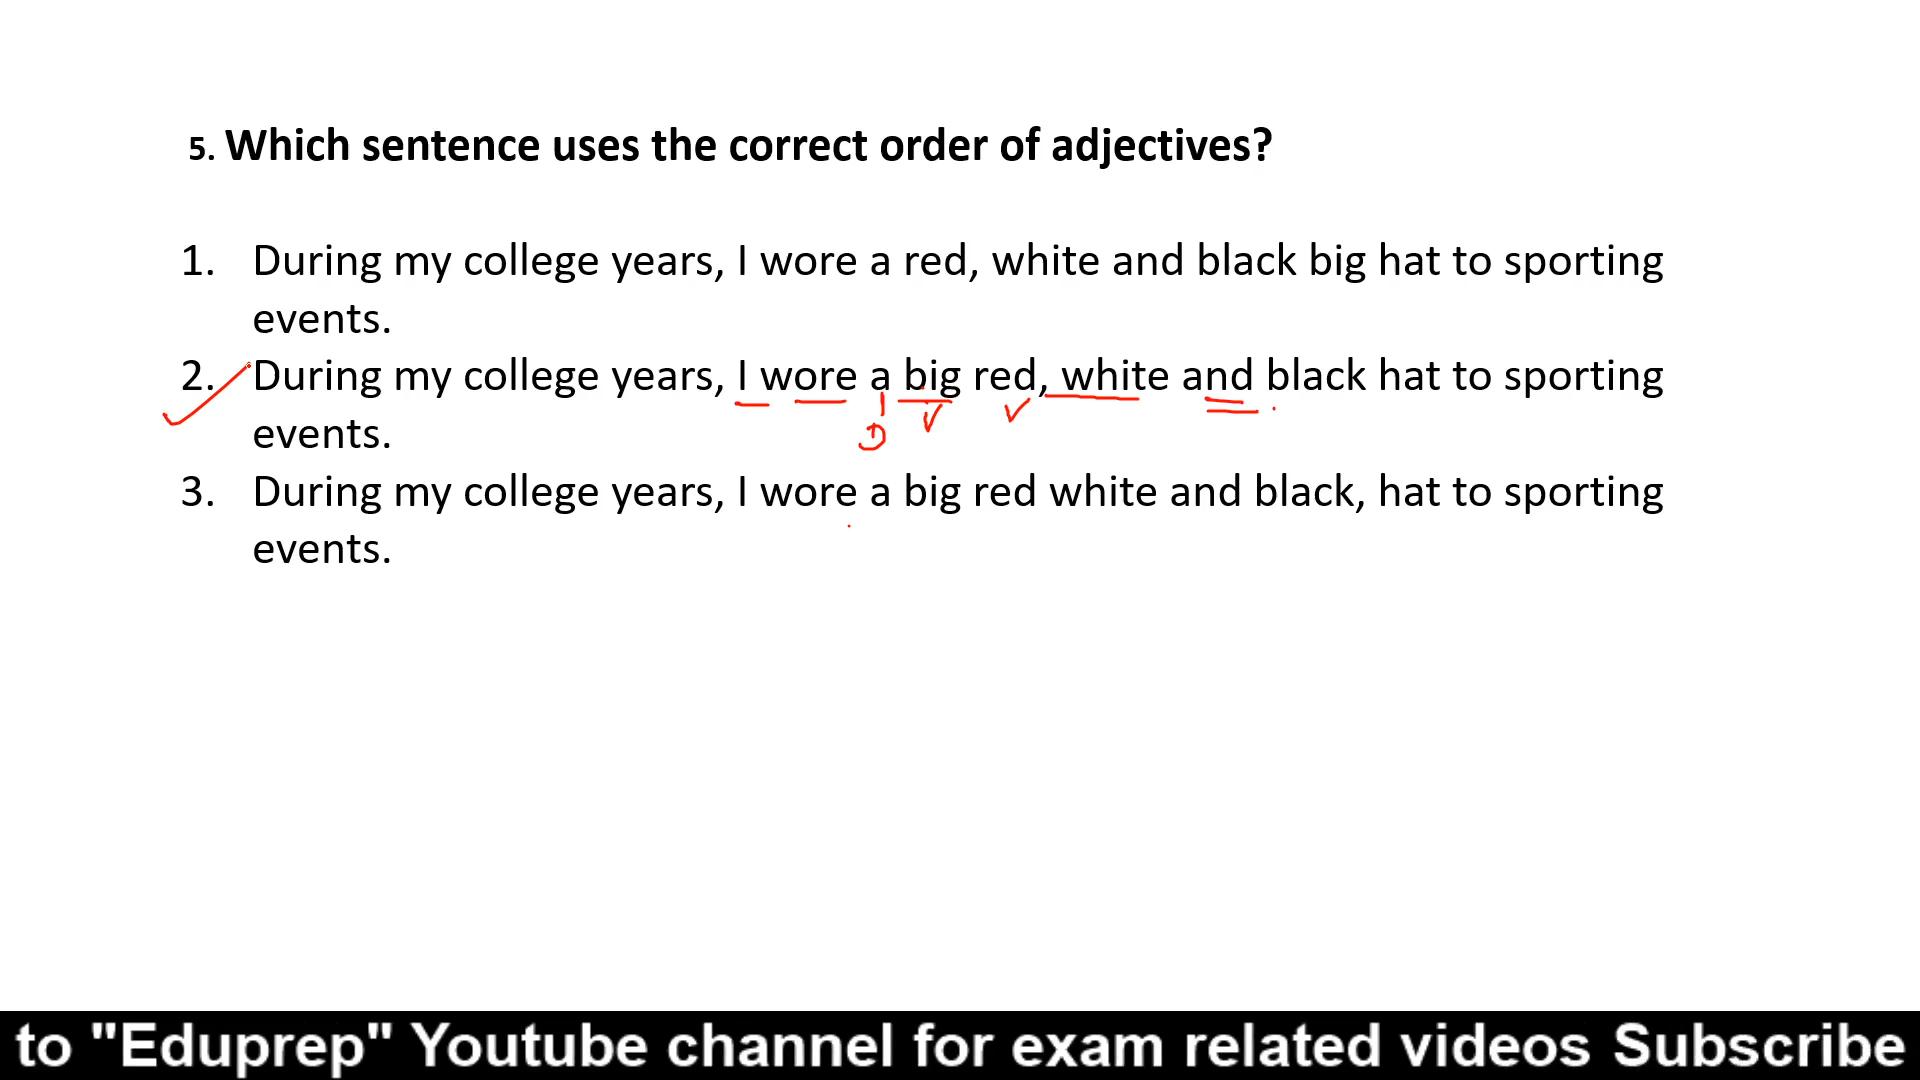 5. Which sentence uses the correct order of adjectives?
1. During my college years, I wore a red, white and black big hat to sporting
events.
2. During my college years, I wore a big red, white and black hat to sporting
events.
3. During my college years, I wore a big red white and black, hat to sporting
events.
to "Eduprep" Youtube channel for exam related videos Subscribe